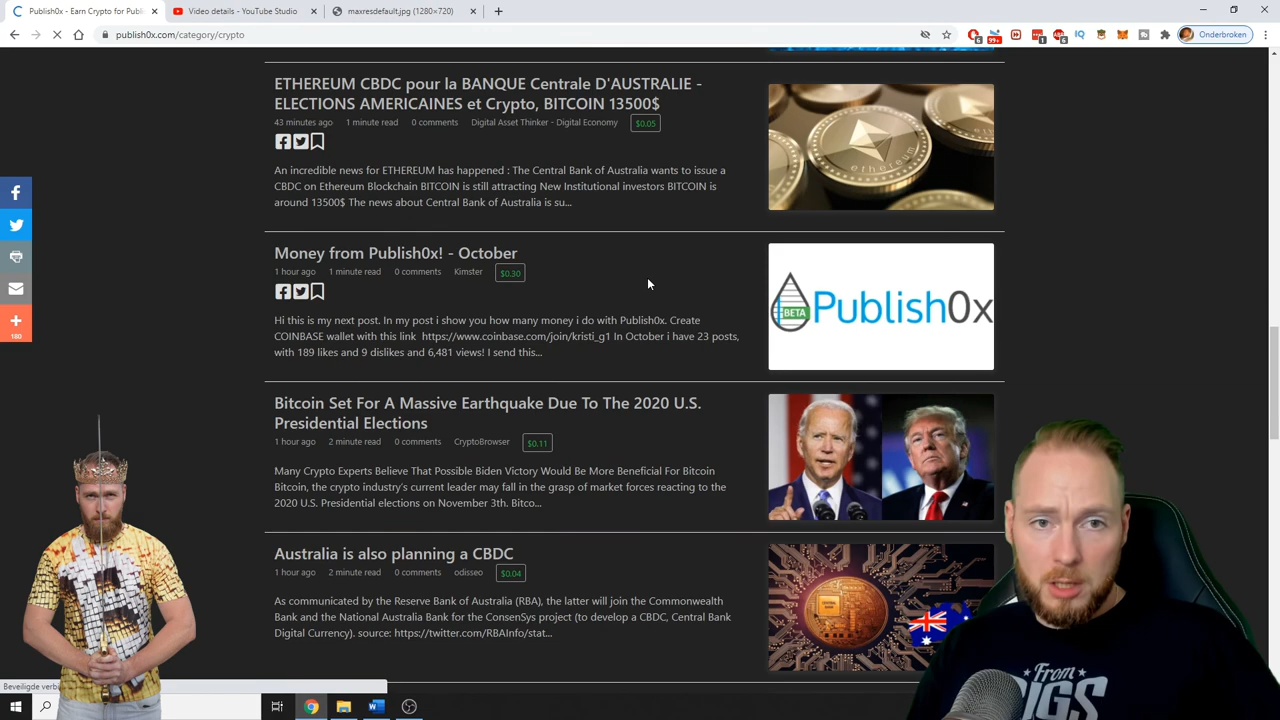 Publish0x - Earn Crypto for Publi
Video details - YouTube Studio
maxresdefault.jpg (1280×720)
publish0x.com/category/crypto
6
99+
1
6
IQ
Onderbroken
ETHEREUM CBDC pour la BANQUE Centrale D'AUSTRALIE -
ELECTIONS AMERICAINES et Crypto, BITCOIN 13500$
43 minutes ago 1 minute read 0 comments Digital Asset Thinker - Digital Economy $0.05
An incredible news for ETHEREUM has happened : The Central Bank of Australia wants to issue a
CBDC on Ethereum Blockchain BITCOIN is still attracting New Institutional investors BITCOIN is
around 13500$ The news about Central Bank of Australia is su...
ethereum
Money from Publish0x! - October
1 hour ago 1 minute read 0 comments Kimster $0.30
Hi this is my next post. In my post i show you how many money i do with Publish0x. Create
COINBASE wallet with this link https://www.coinbase.com/join/kristi_g1 In October i have 23 posts,
with 189 likes and 9 dislikes and 6,481 views! I send this...
BETA
Publish0x
180
Bitcoin Set For A Massive Earthquake Due To The 2020 U.S.
Presidential Elections
1 hour ago 2 minute read 0 comments CryptoBrowser $0.11
Many Crypto Experts Believe That Possible Biden Victory Would Be More Beneficial For Bitcoin
Bitcoin, the crypto industry's current leader may fall in the grasp of market forces reacting to the
2020 U.S. Presidential elections on November 3th. Bitco...
Australia is also planning a CBDC
1 hour ago 2 minute read 0 comments odisseo $0.04
As communicated by the Reserve Bank of Australia (RBA), the latter will join the Commonwealth
Bank and the National Australia Bank for the ConsenSys project (to develop a CBDC, Central Bank
Digital Currency). source: https://twitter.com/RBAInfo/stat...
From
Beveiligde verb